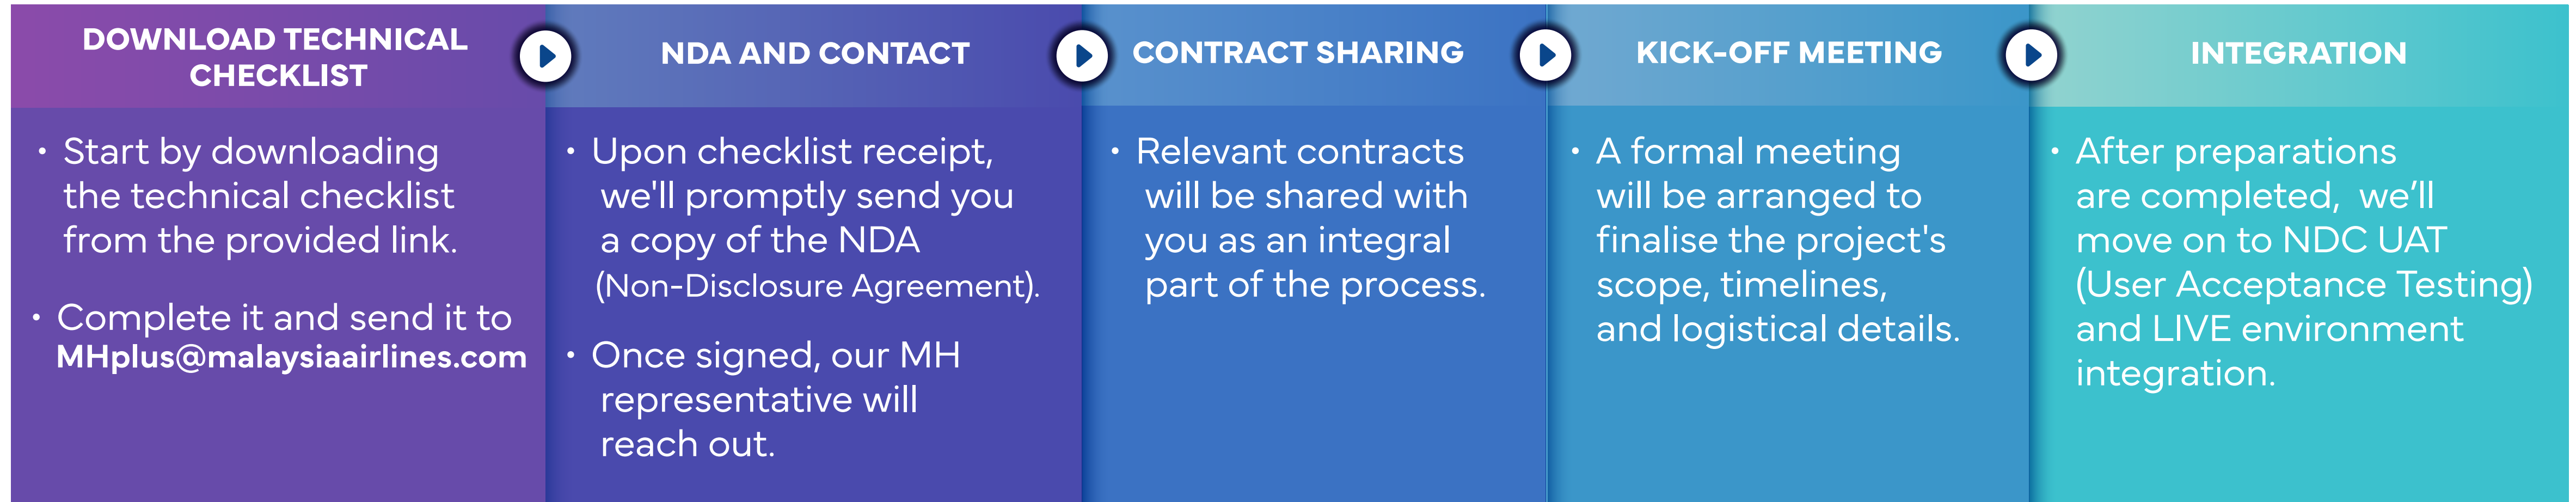 DOWNLOAD TECHNICAL
CHECKLIST
• Start by downloading
the technical checklist
from the provided link.
• Complete it and send it to
MHplus@malaysiaairlines.com
NDA AND CONTACT
• Upon checklist receipt,
we'll promptly send you
a copy of the NDA
(Non-Disclosure Agreement).
• Once signed, our MH
representative will
reach out.
CONTRACT SHARING
• Relevant contracts
will be shared with
you as an integral
part of the process.
KICK-OFF MEETING
• A formal meeting
will be arranged to
finalise the project's
scope, timelines,
and logistical details.
INTEGRATION
• After preparations
are completed, we’ll
move on to NDC UAT
(User Acceptance Testing)
and LIVE environment
integration.